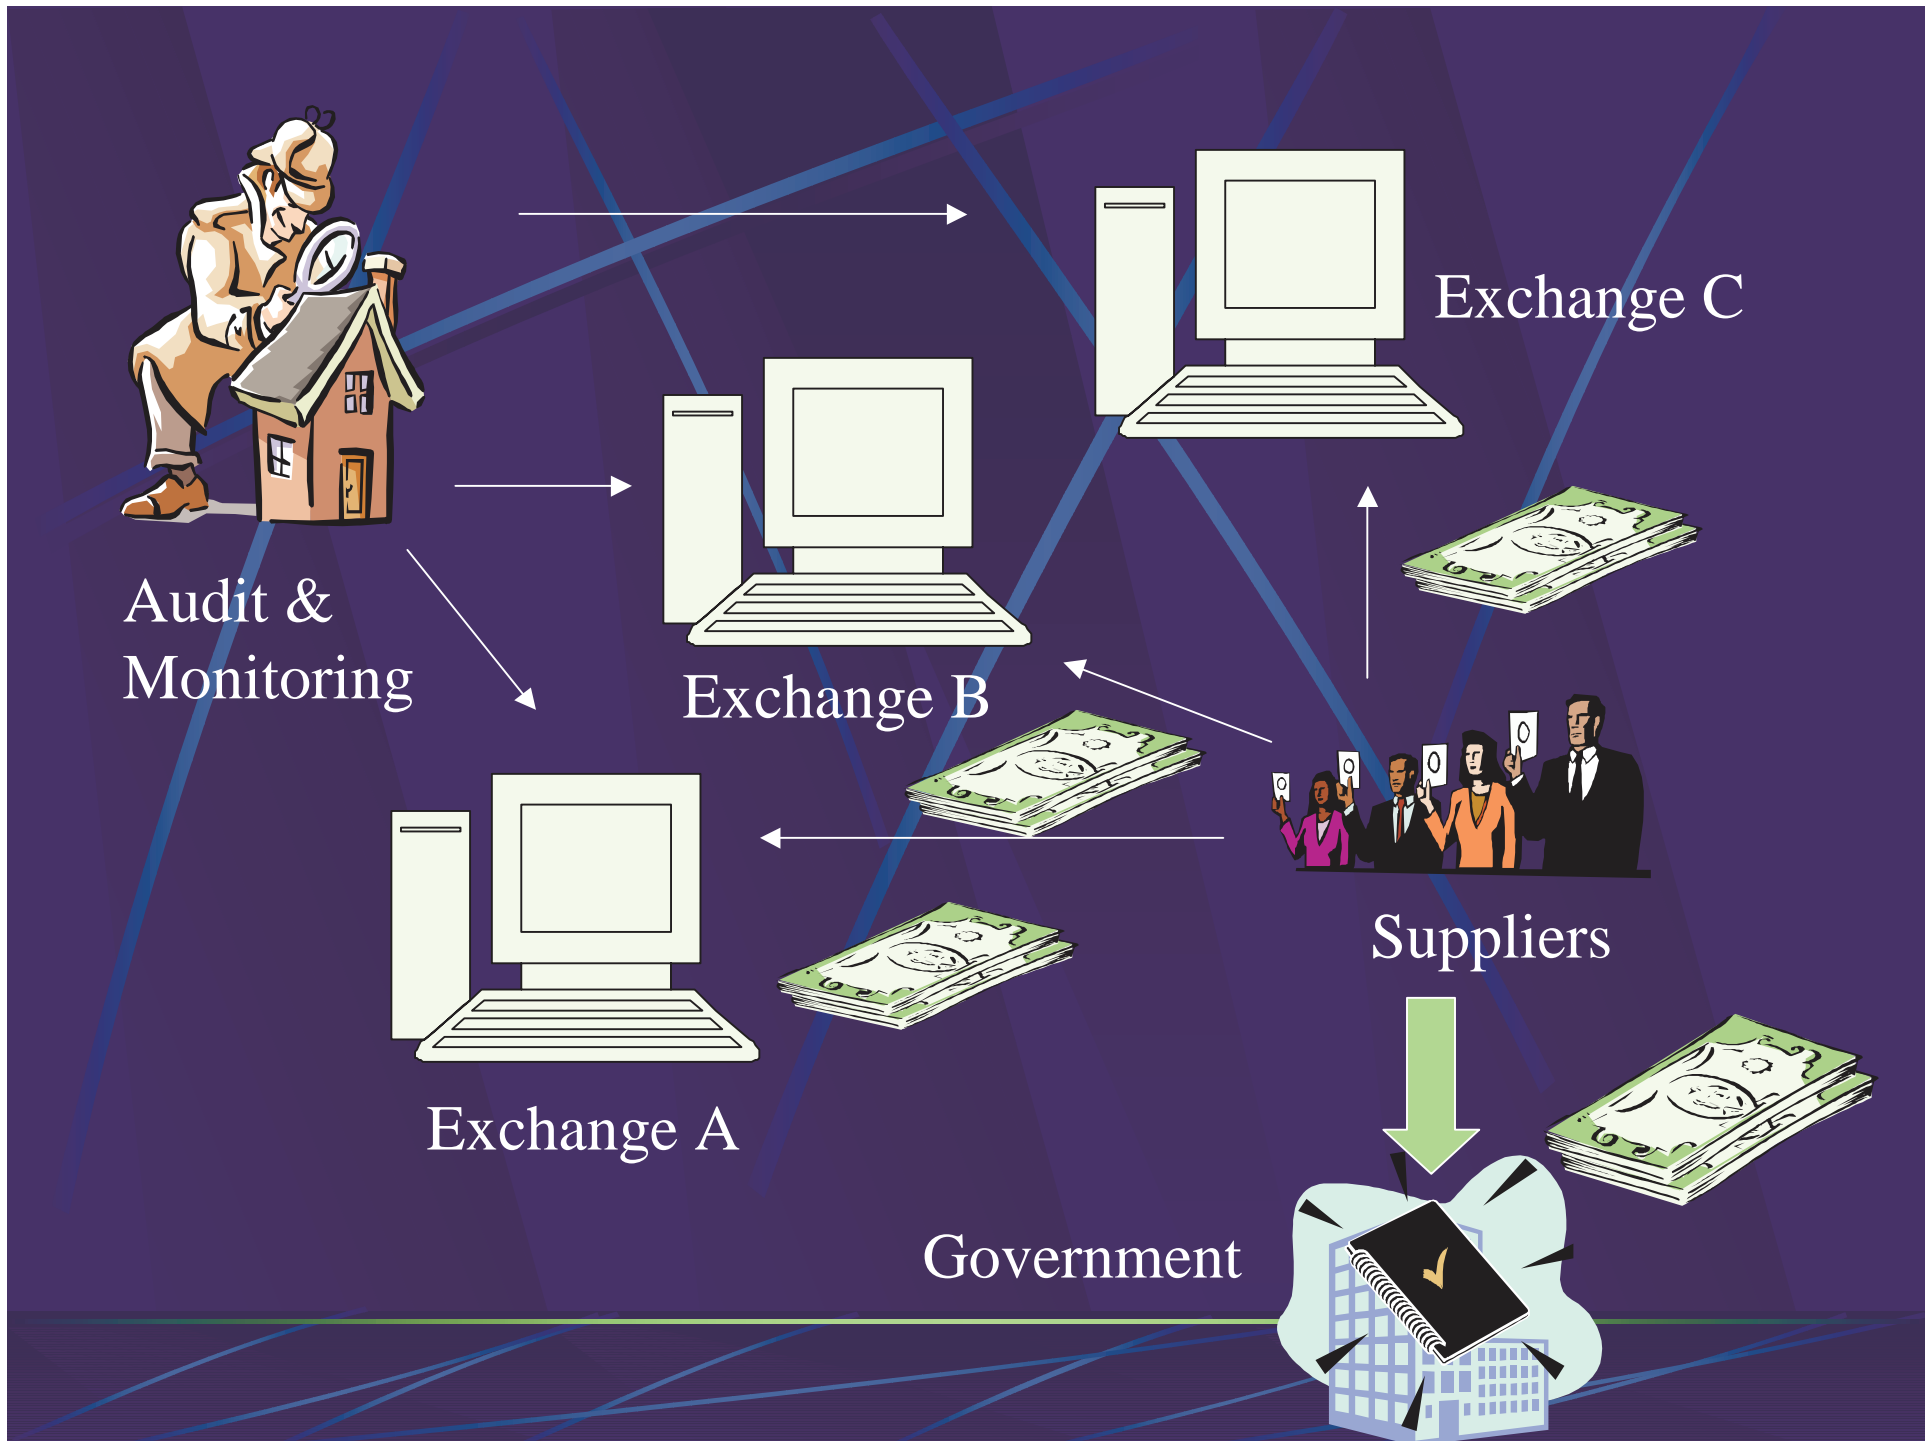 Exchange C
Audit &
Monitoring
Exchange B
Suppliers
Exchange A
Government